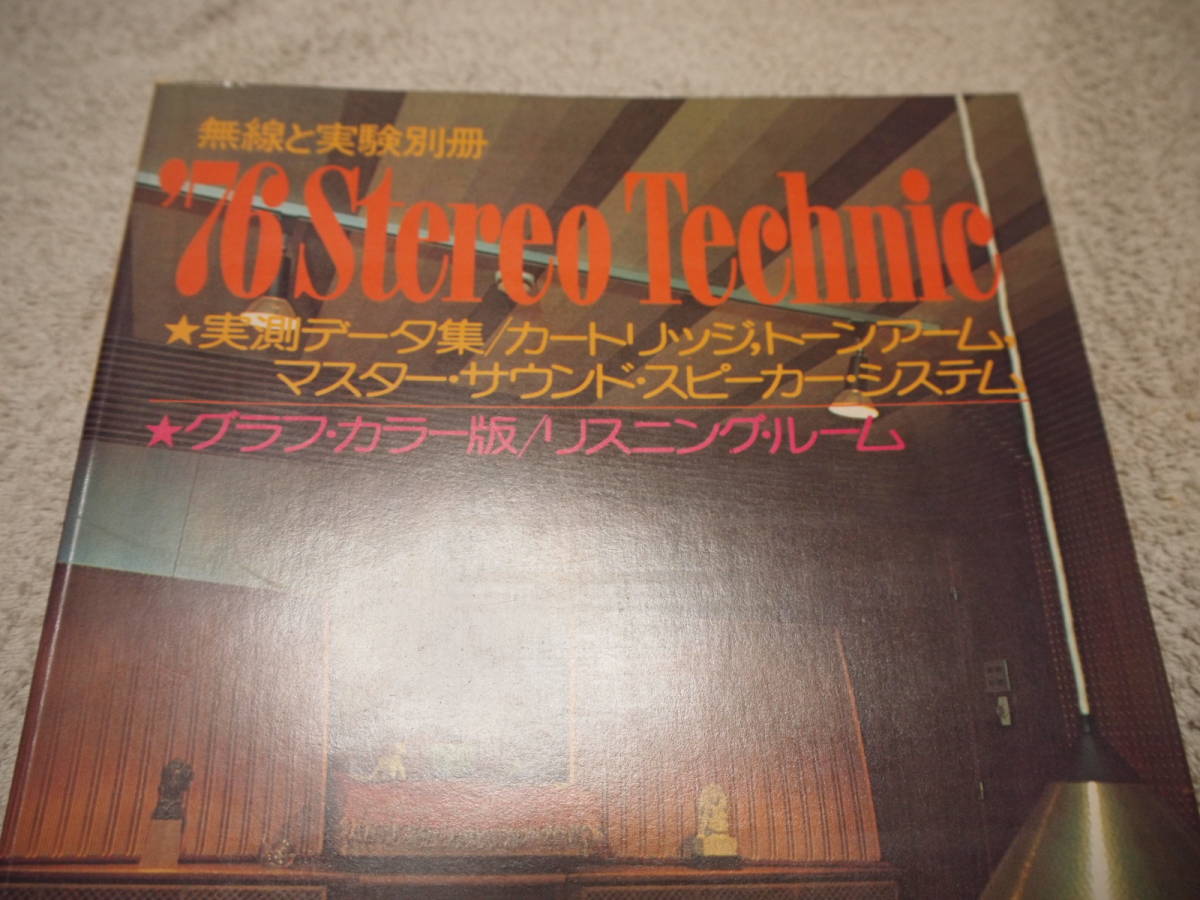 無線と実験別冊
'76 Stereo Technic
★実測データ集/カートリッジ,トーンアーム・
マスター・サウンド・スピーカー・システム
★グラフ・カラー版/リスニング・ルーム